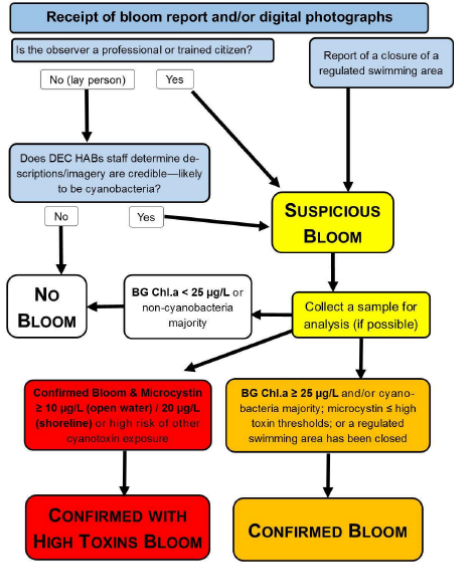 Receipt of bloom report and/or digital photographs
Is the observer a professional or trained citizen?
Report of a closure of a
regulated swimming area
No (lay person)
Yes
Does DEC HABs staff determine de-
scriptions/imagery are credible—likely
to be cyanobacteria?
No
Yes
SUSPICIOUS
BLOOM
NO
BLOOM
BG Chl.a < 25 µg/L or
non-cyanobacteria
majority
Collect a sample for
analysis (if possible)
Confirmed Bloom & Microcystin
≥ 10 µg/L (open water) / 20 µg/L
(shoreline) or high risk of other
cyanotoxin exposure
BG Chl.a ≥ 25 µg/L and/or cyano-
bacteria majority; microcystin ≤ high
toxin thresholds; or a regulated
swimming area has been closed
CONFIRMED WITH
HIGH TOXINS BLOOM
CONFIRMED BLOOM